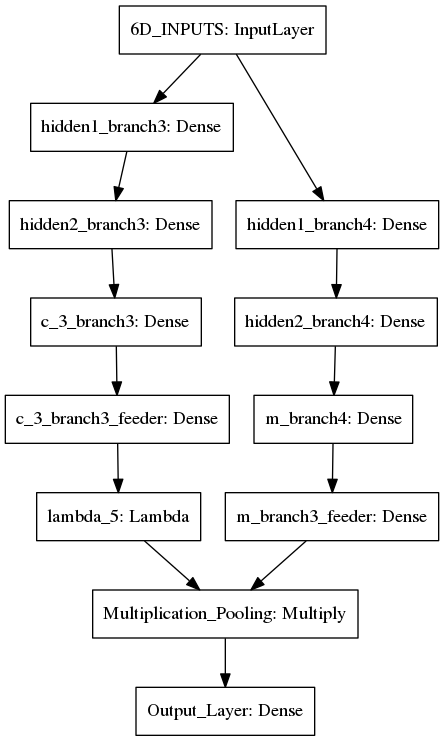 6D_INPUTS: InputLayer
hidden1_branch3: Dense
hidden2_branch3: Dense
hidden1_branch4: Dense
c_3_branch3: Dense
hidden2_branch4: Dense
c_3_branch3_feeder: Dense
m_branch4: Dense
lambda_5: Lambda
m_branch3_feeder: Dense
Multiplication_Pooling: Multiply
Output_Layer: Dense